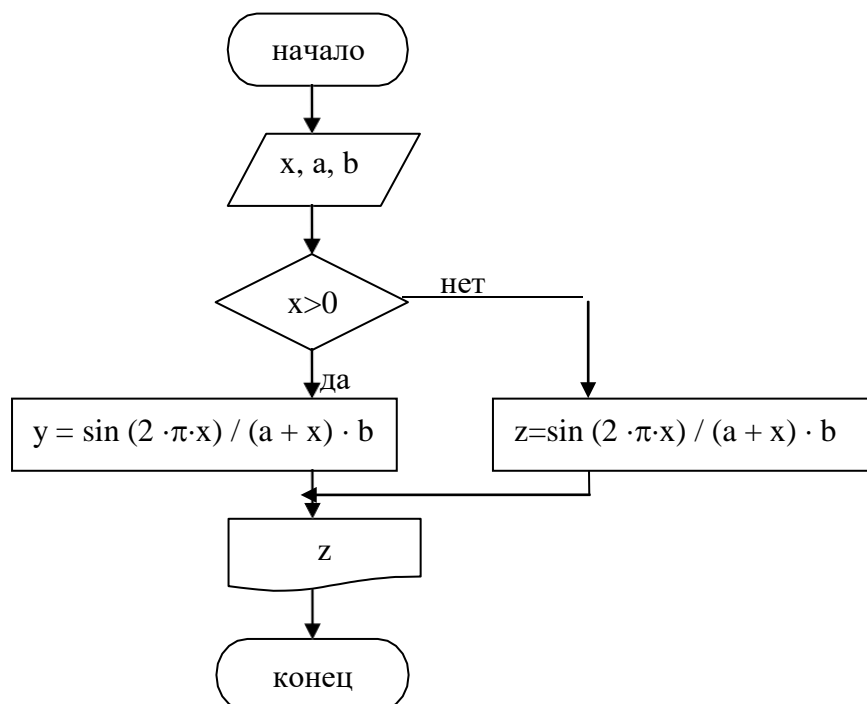 начало
x, a, b
x>0
нет
да
y = sin (2 ·π·x) / (a + x) · b
z=sin (2 ·π·x) / (a + x) · b
z
конец